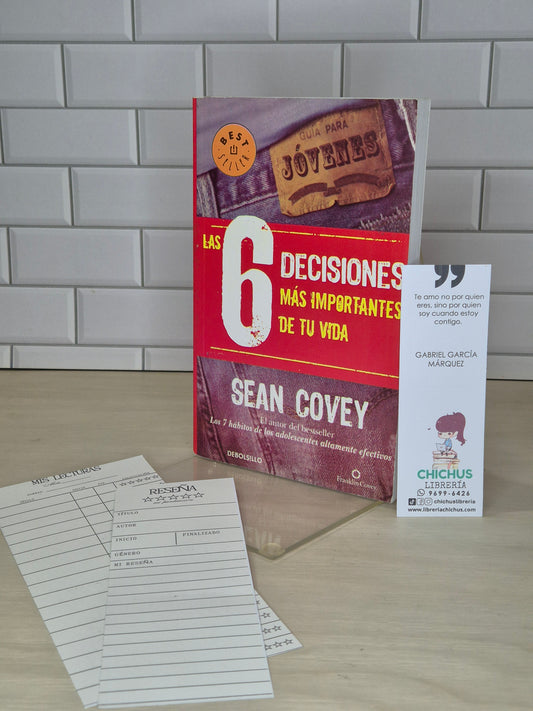 BEST
SELLER
GUÍA PARA
JÓVENES
LAS
6
DECISIONES
MÁS IMPORTANTES
DE TU VIDA
SEAN COVEY
El autor del bestseller
Los 7 hábitos de los adolescentes altamente efectivos
DEBOLSILLO
FranklinCovey
Te amo no por quien
eres, sino por quien
soy cuando estoy
contigo.
GABRIEL GARCÍA
MÁRQUEZ
CHICHUS
LIBRERÍA
9699-6426
chichuslibreria
www.libreriachichus.com
MIS LECTURAS
RESEÑA
TÍTULO
AUTOR
INICIO
FINALIZADO
GÉNERO
MI RESEÑA